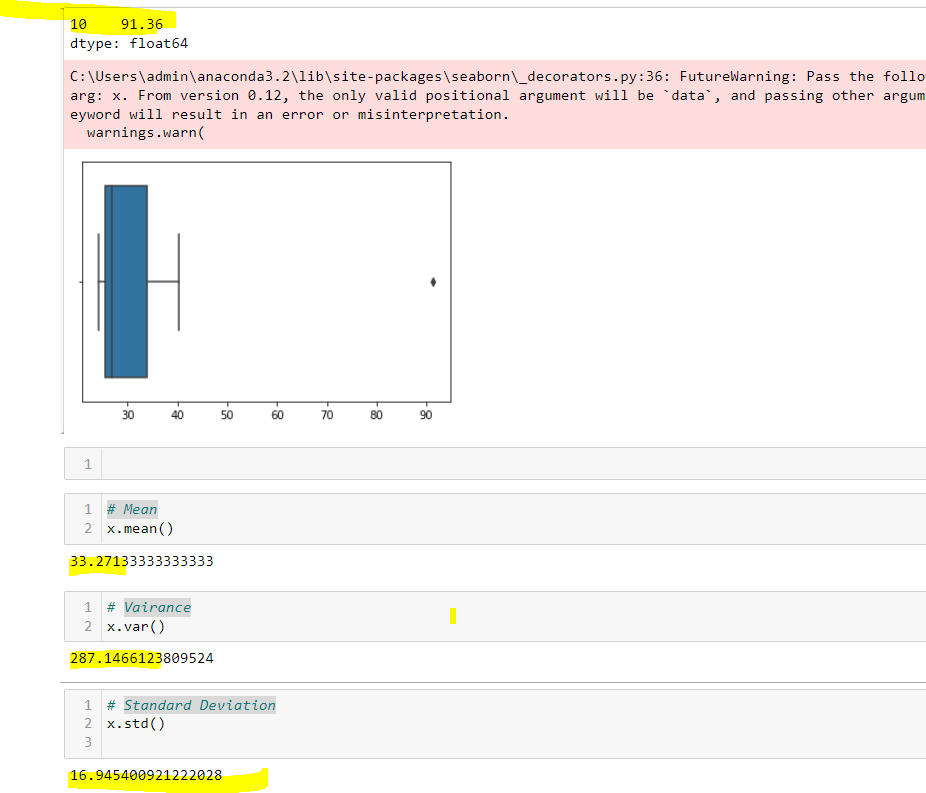 10    91.36
dtype: float64
C:\Users\admin\anaconda3.2\lib\site-packages\seaborn\_decorators.py:36: FutureWarning: Pass the follo
arg: x. From version 0.12, the only valid positional argument will be `data`, and passing other argum
eyword will result in an error or misinterpretation.
  warnings.warn(
30 40 50 60 70 80 90
1
1 # Mean
2 x.mean()
33.27133333333333
1 # Vairance
2 x.var()
287.1466123809524
1 # Standard Deviation
2 x.std()
3
16.945400921222028